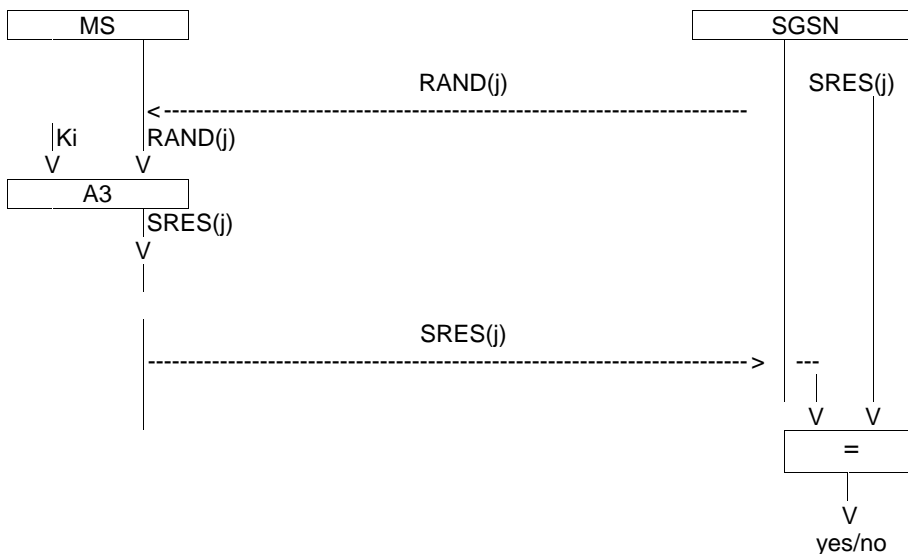 MS SGSN
RAND(j) SRES(j)
<-----------------------------------------------------------
Ki RAND(j)
V V
A3
SRES(j)
V
SRES(j)
-------------------------------------------------------------> ---
V V
=
V
yes/no